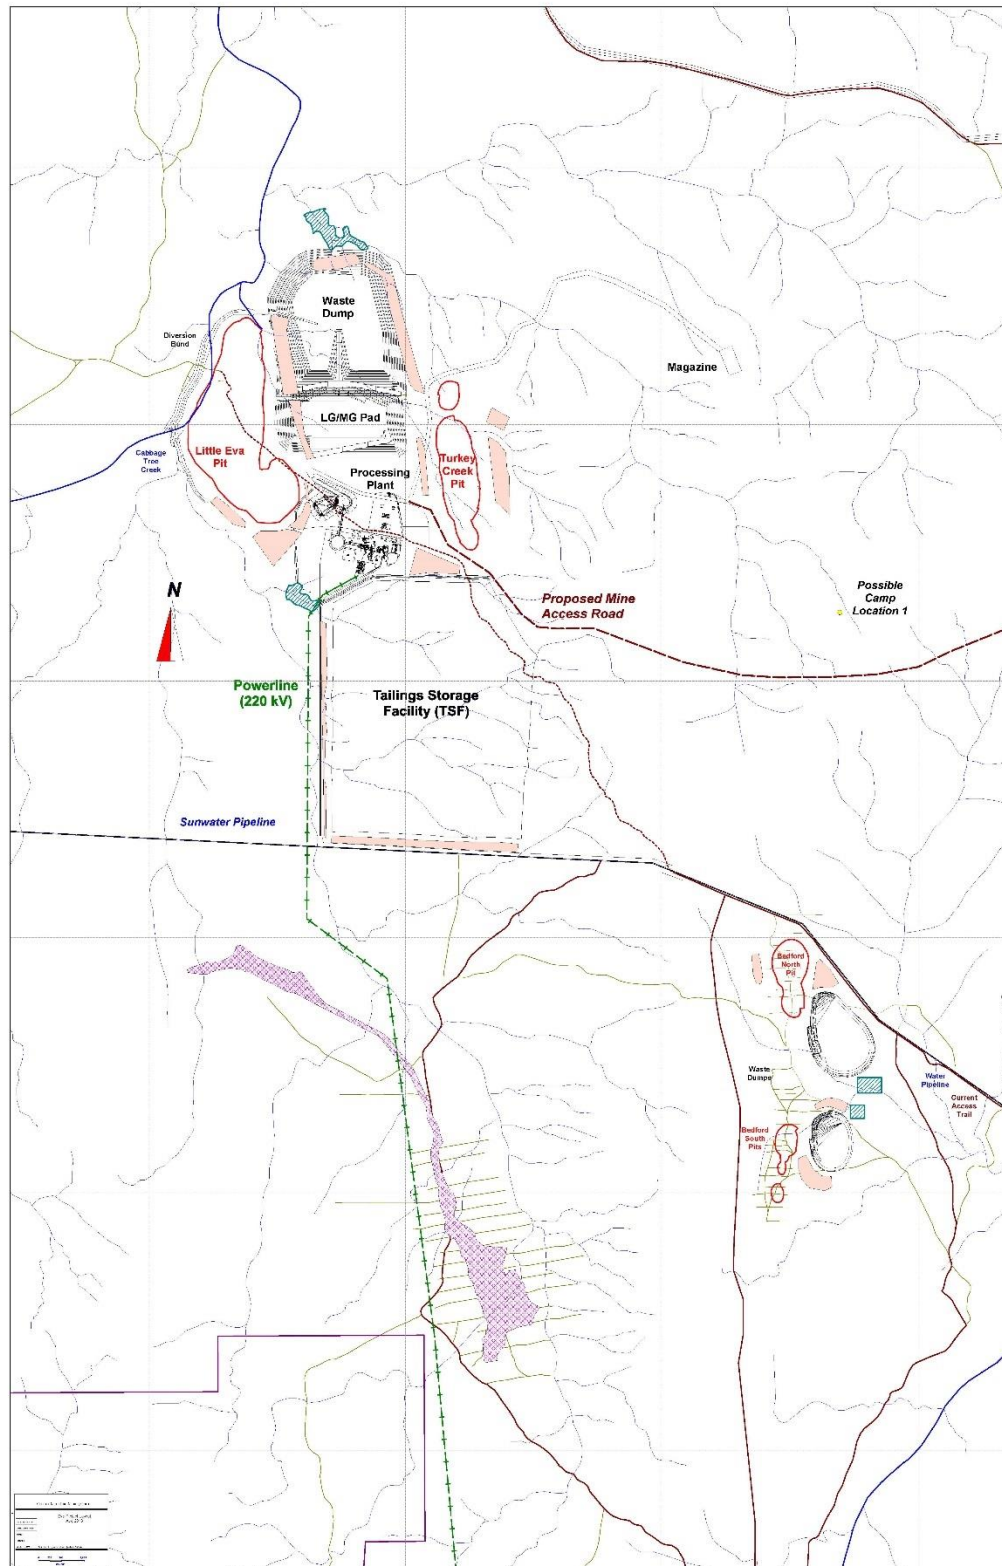 Waste
Dump
Diversion
Bund
Magazine
LG/MG Pad
Little Eva
Pit
Cabbage
Tree
Creek
Turkey
Creek
Pit
Processing
Plant
N
Proposed Mine
Access Road
Possible
Camp
Location 1
Powerline
(220 kV)
Tailings Storage
Facility (TSF)
Sunwater Pipeline
Bedford
North
Pit
Waste
Dumps
Water
Pipeline
Current
Access
Trail
Bedford
South
Pits